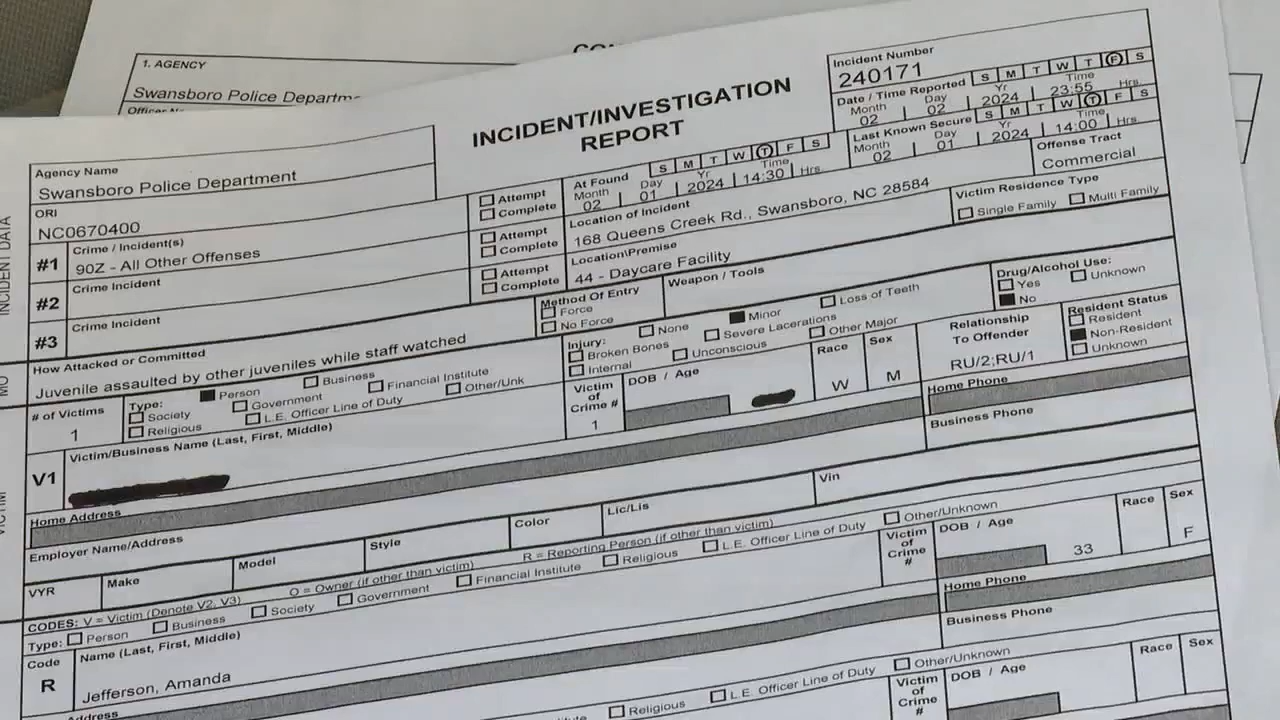 1. AGENCY
Swansboro Police Departm
INCIDENT/INVESTIGATION
REPORT
Incident Number
240171
Date / Time Reported S M T W T F S
Month Day Yr Time
02 02 2024 23:55 Hrs.
Last Known Secure S M T W T F S
Month Day Yr Time
02 01 2024 14:00 Hrs.
Agency Name
Swansboro Police Department
ORI
NC0670400
At Found S M T W T F S
Month Day Yr Time
02 01 2024 14:30 Hrs
Offense Tract
Commercial
INCIDENT DATA
#1 Crime / Incident(s)
90Z - All Other Offenses
Attempt
Complete
Location of Incident
168 Queens Creek Rd., Swansboro, NC 28584
Victim Residence Type
Single Family Multi Family
#2 Crime Incident
Attempt
Complete
Location\Premise
44 - Daycare Facility
#3 Crime Incident
Attempt
Complete
Method Of Entry
Force
No Force
Weapon / Tools
Drug/Alcohol Use:
Yes Unknown
No
MO
How Attacked or Committed
Juvenile assaulted by other juveniles while staff watched
Injury: None Minor Loss of Teeth
Broken Bones Severe Lacerations
Internal Unconscious Other Major
Relationship
To Offender
RU/2;RU/1
Resident Status
Resident
Non-Resident
Unknown
# of Victims
1
Type: Person Business
Society Government Financial Institute
Religious L.E. Officer Line of Duty Other/Unk
Victim
of
Crime #
1
DOB / Age
Race
W
Sex
M
Home Phone
VICTIM
V1
Victim/Business Name (Last, First, Middle)
Home Address
Business Phone
Employer Name/Address
VYR Make Model Style Color Lic/Lis Vin
CODES: V = Victim (Denote V2, V3) O = Owner (if other than victim) R = Reporting Person (if other than victim)
Type: Person Business Society Government Financial Institute Religious L.E. Officer Line of Duty Other/Unknown
Victim
of
Crime #
DOB / Age
33
Race
Sex
F
Code
R
Name (Last, First, Middle)
Jefferson, Amanda
Home Phone
Business Phone
Address
Religious L.E. Officer Line of Duty Other/Unknown
Victim
of
Crime #
DOB / Age
Race
Sex